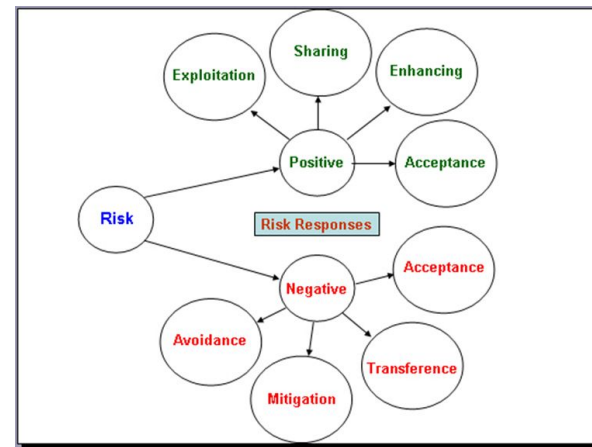 Sharing
Exploitation
Enhancing
Positive
Acceptance
Risk
Risk Responses
Negative
Acceptance
Avoidance
Transference
Mitigation